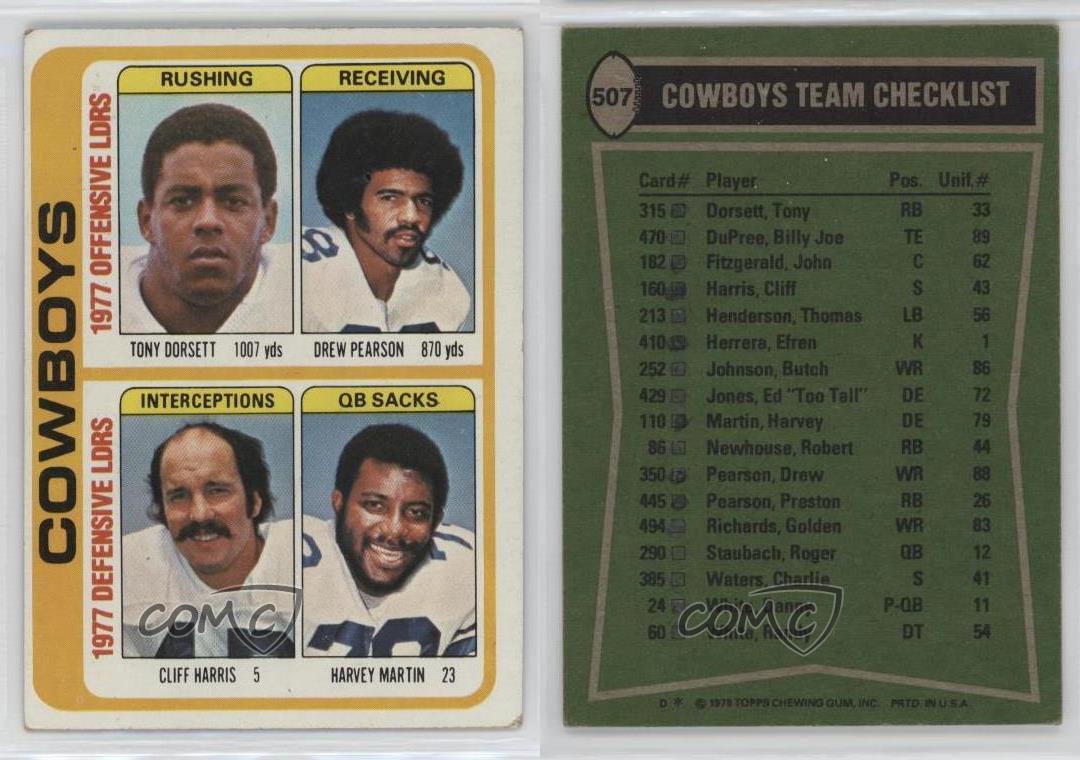 COWBOYS
1977 OFFENSIVE LDRS
RUSHING
RECEIVING
TONY DORSETT 1007 yds
DREW PEARSON 870 yds
1977 DEFENSIVE LDRS
INTERCEPTIONS
QB SACKS
CLIFF HARRIS 5
HARVEY MARTIN 23
COMC
507 COWBOYS TEAM CHECKLIST
Card# Player Pos. Unif.#
315 Dorsett, Tony RB 33
470 DuPree, Billy Joe TE 89
182 Fitzgerald, John C 62
160 Harris, Cliff S 43
213 Henderson, Thomas LB 56
410 Herrera, Efren K 1
252 Johnson, Butch WR 86
429 Jones, Ed "Too Tall" DE 72
110 Martin, Harvey DE 79
86 Newhouse, Robert RB 44
350 Pearson, Drew WR 88
445 Pearson, Preston RB 26
494 Richards, Golden WR 83
290 Staubach, Roger QB 12
385 Waters, Charlie S 41
24 White, Danny P-QB 11
60 White, Randy DT 54
COMC
D * © 1978 TOPPS CHEWING GUM, INC. PRTD. IN U.S.A.